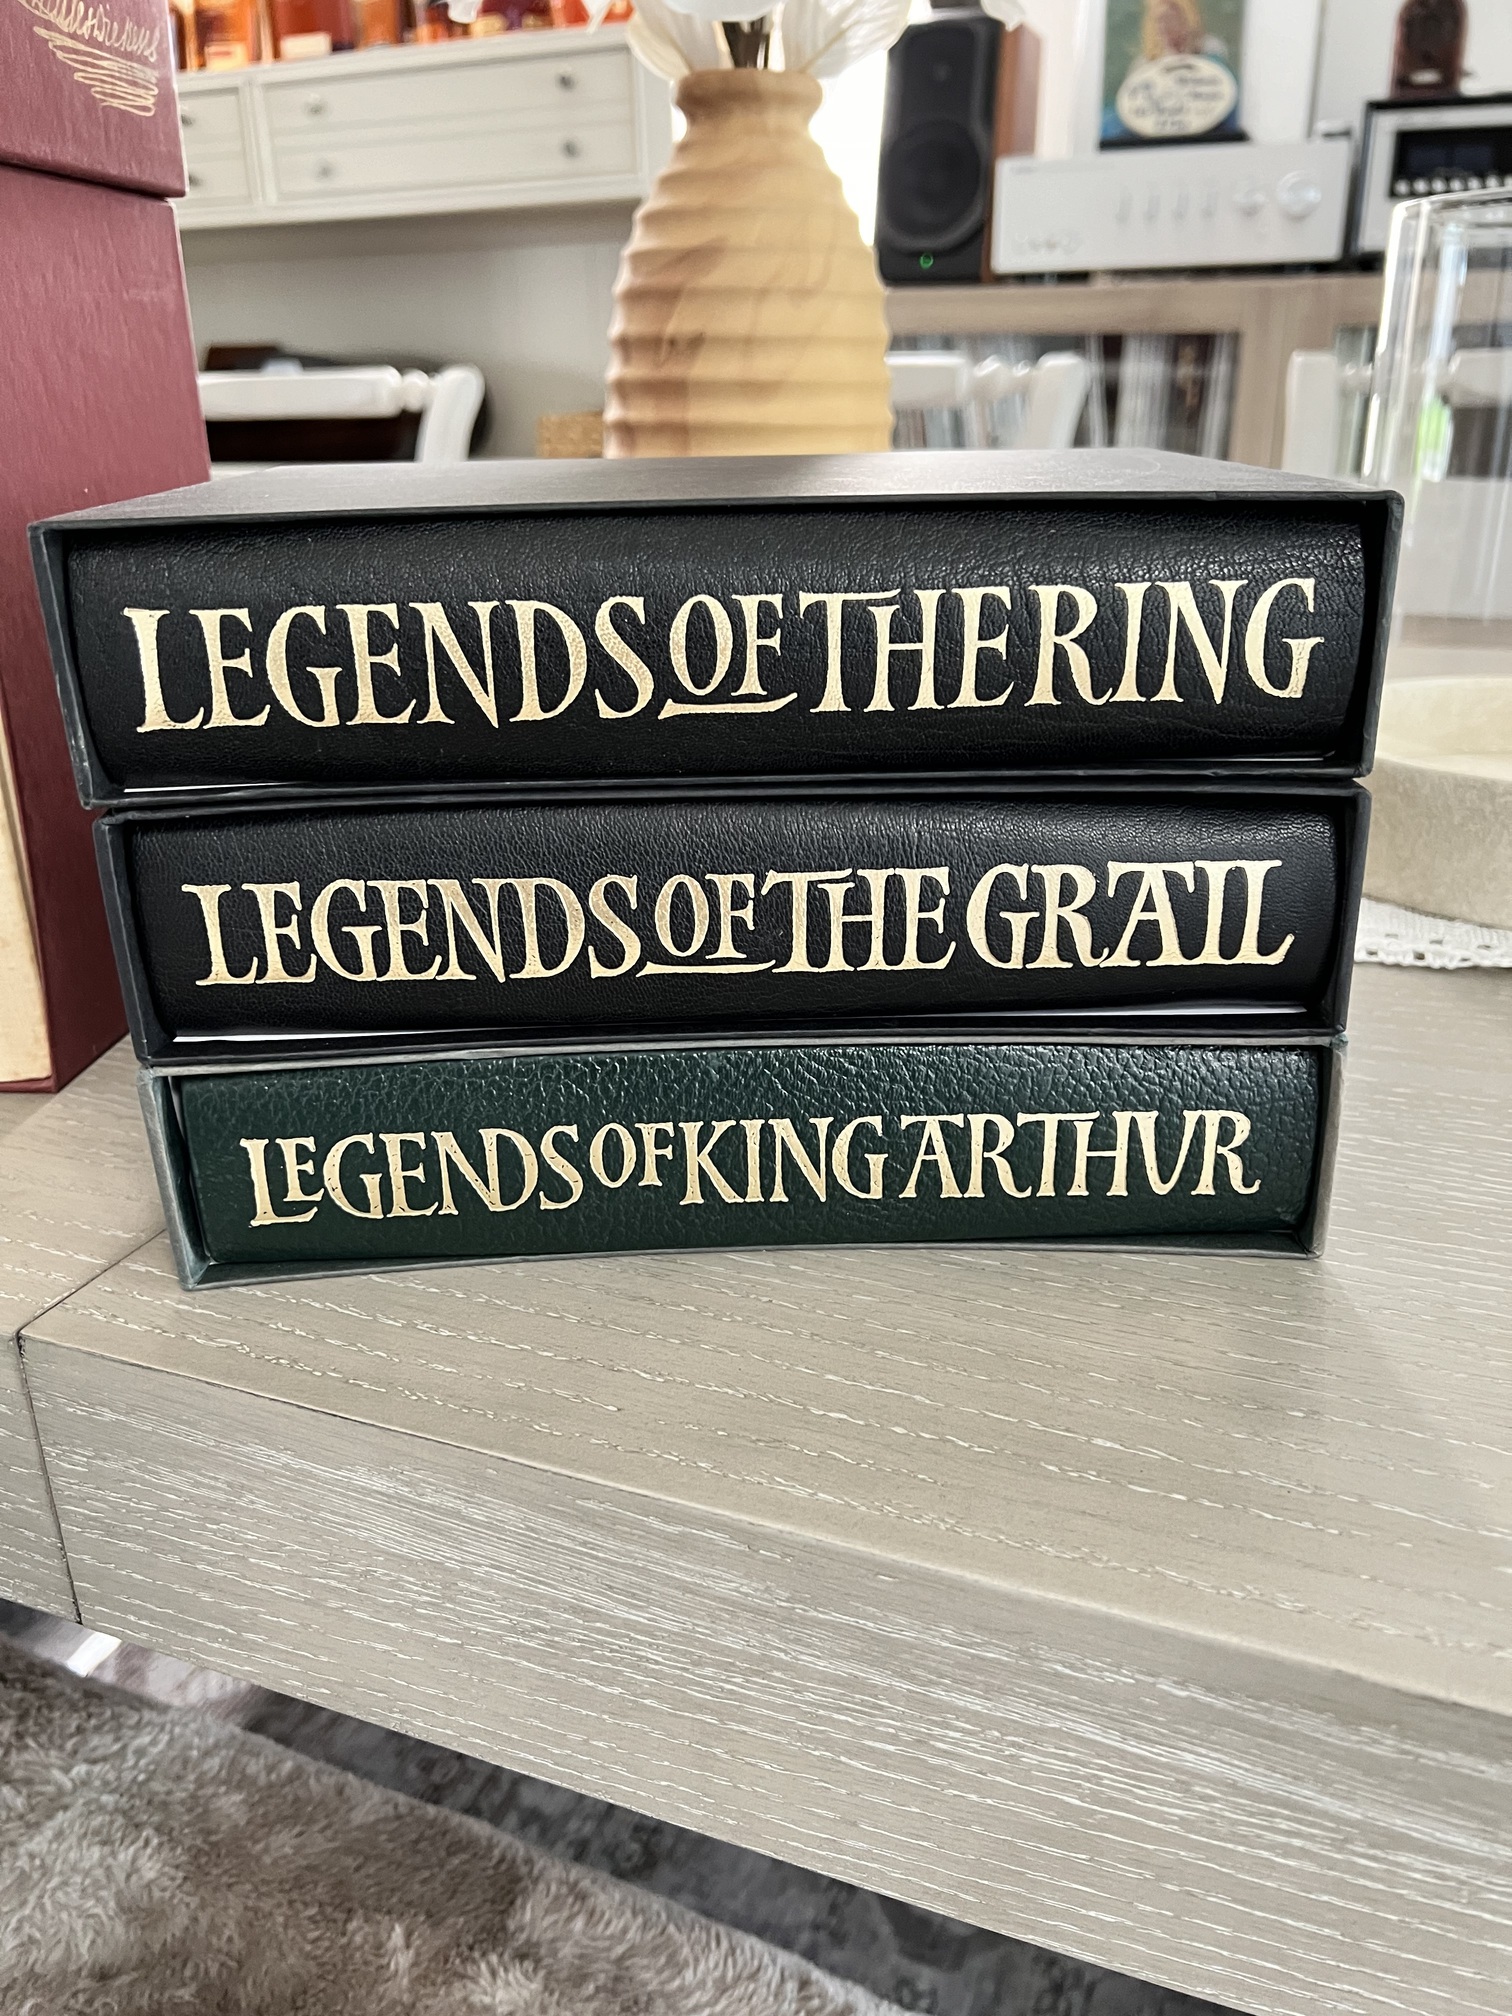 LEGENDS OF THE RING
LEGENDS OF THE GRAIL
LEGENDS OF KING ARTHUR